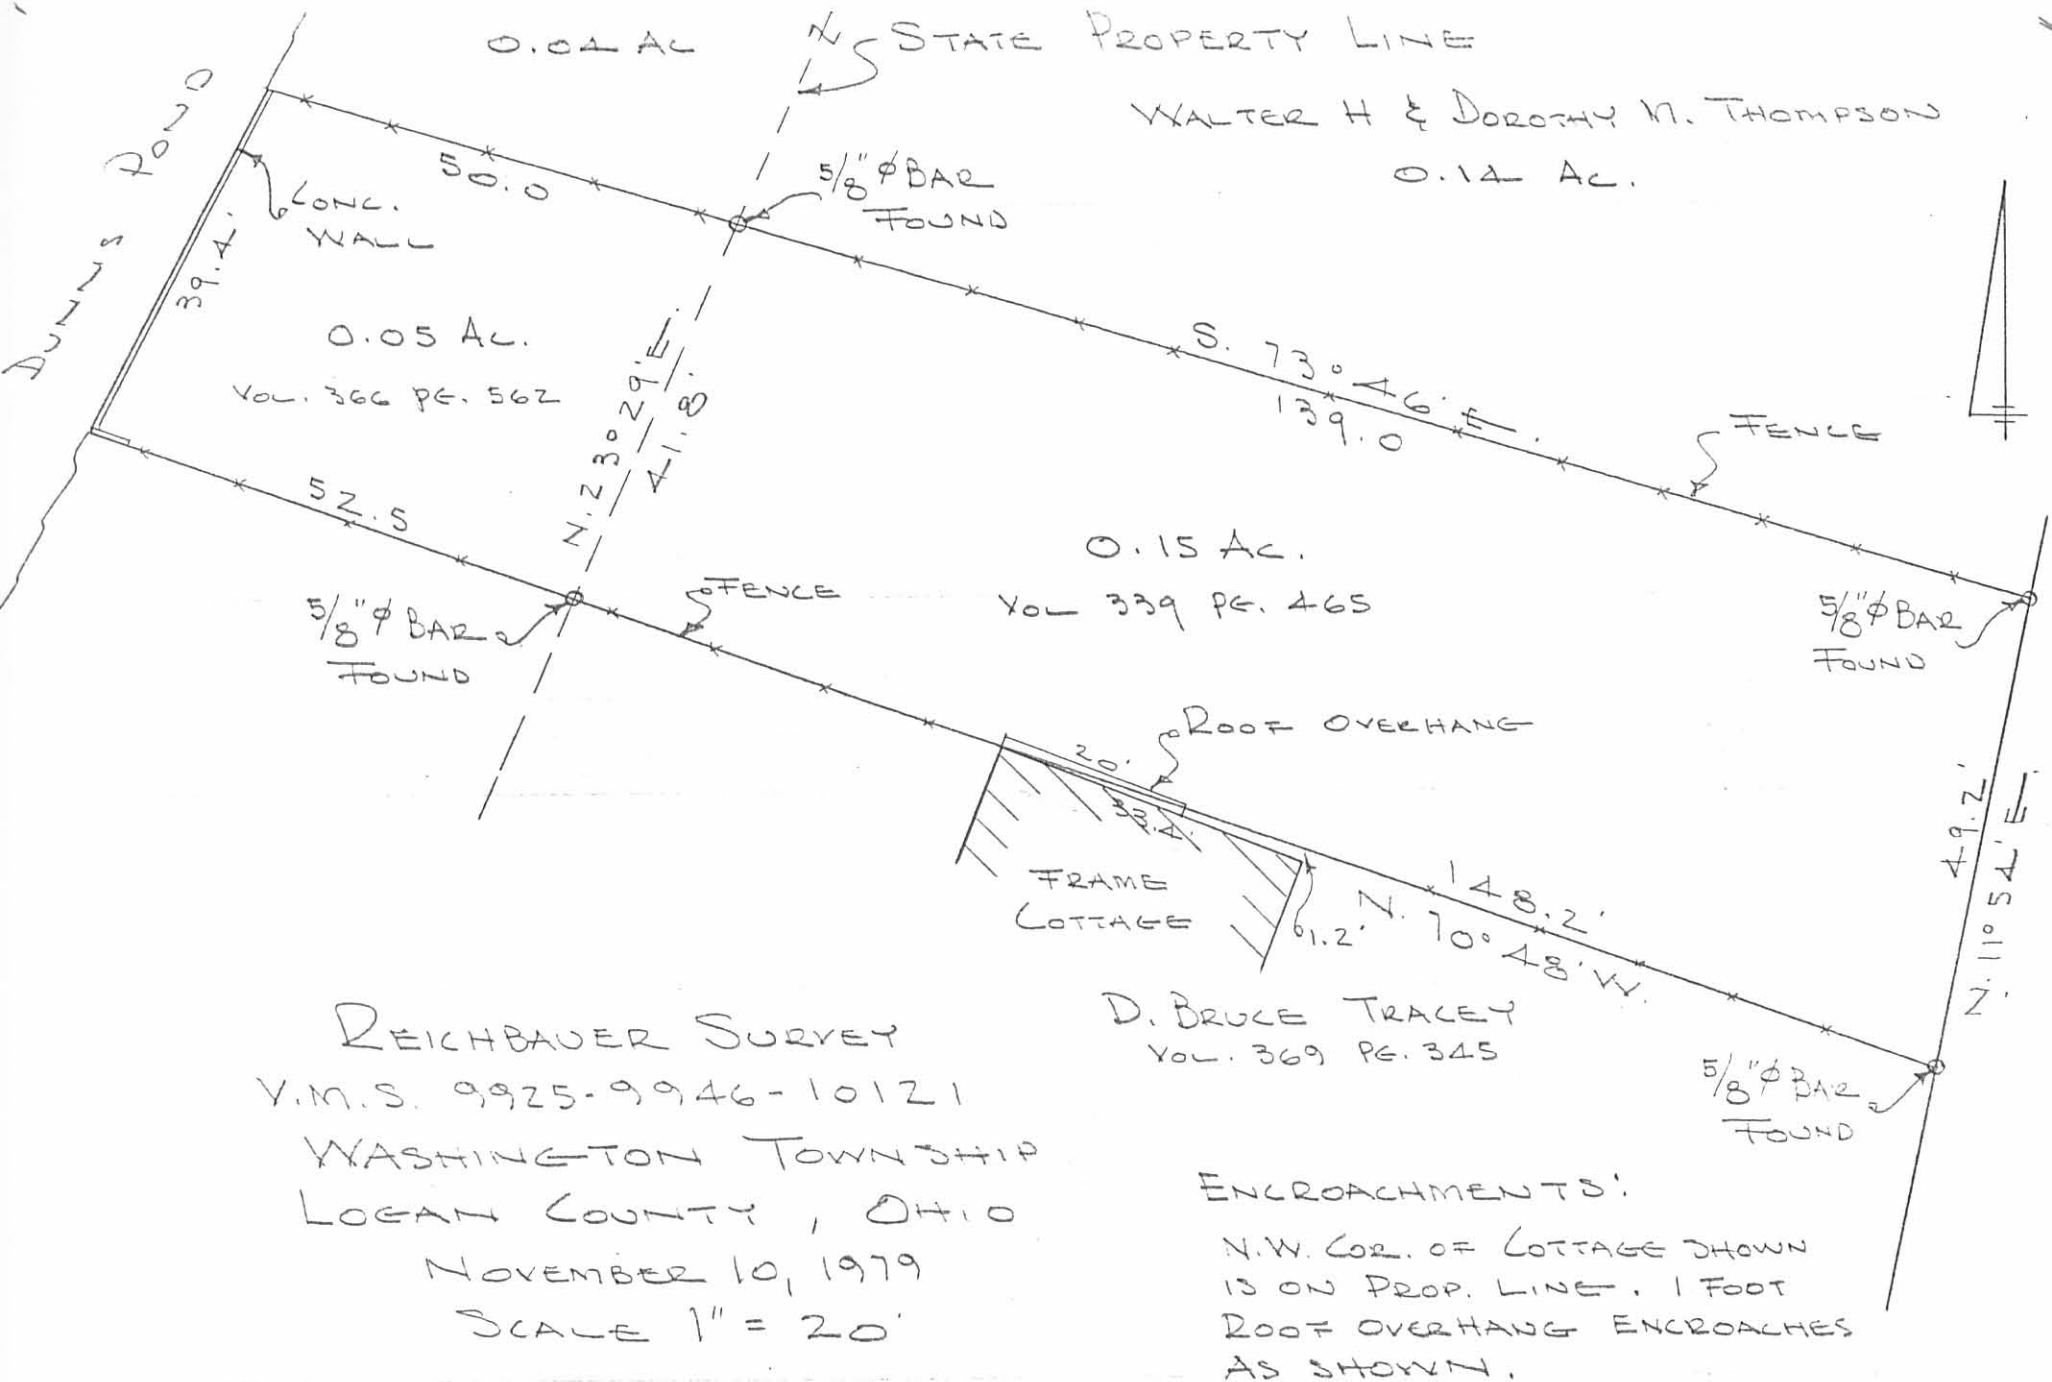 0.04 AC
STATE PROPERTY LINE
WALTER H & DOROTHY M. THOMPSON
0.14 AC.
DUNNS POND
50.0
5/8"ϕ BAR
FOUND
CONC.
WALL
39.4'
0.05 AC.
VOL. 366 PG. 562
N. 23° 29' E.
41.8'
S. 73° 46' E.
139.0
FENCE
52.5
0.15 AC.
VOL 339 PG. 465
5/8"ϕ BAR
FOUND
FENCE
5/8"ϕ BAR
FOUND
ROOF OVERHANG
20'
33.4'
FRAME
COTTAGE
1.2'
148.2'
N. 70° 48' W.
49.2'
N. 11° 54' E.
D. BRUCE TRACEY
VOL. 369 PG. 345
5/8"ϕ BAR
FOUND
REICHBAUER SURVEY
V.M.S. 9925-9946-10121
WASHINGTON TOWNSHIP
LOGAN COUNTY, OHIO
NOVEMBER 10, 1979
SCALE 1" = 20'
ENCROACHMENTS:
N.W. COR. OF COTTAGE SHOWN
IS ON PROP. LINE. 1 FOOT
ROOF OVERHANG ENCROACHES
AS SHOWN.